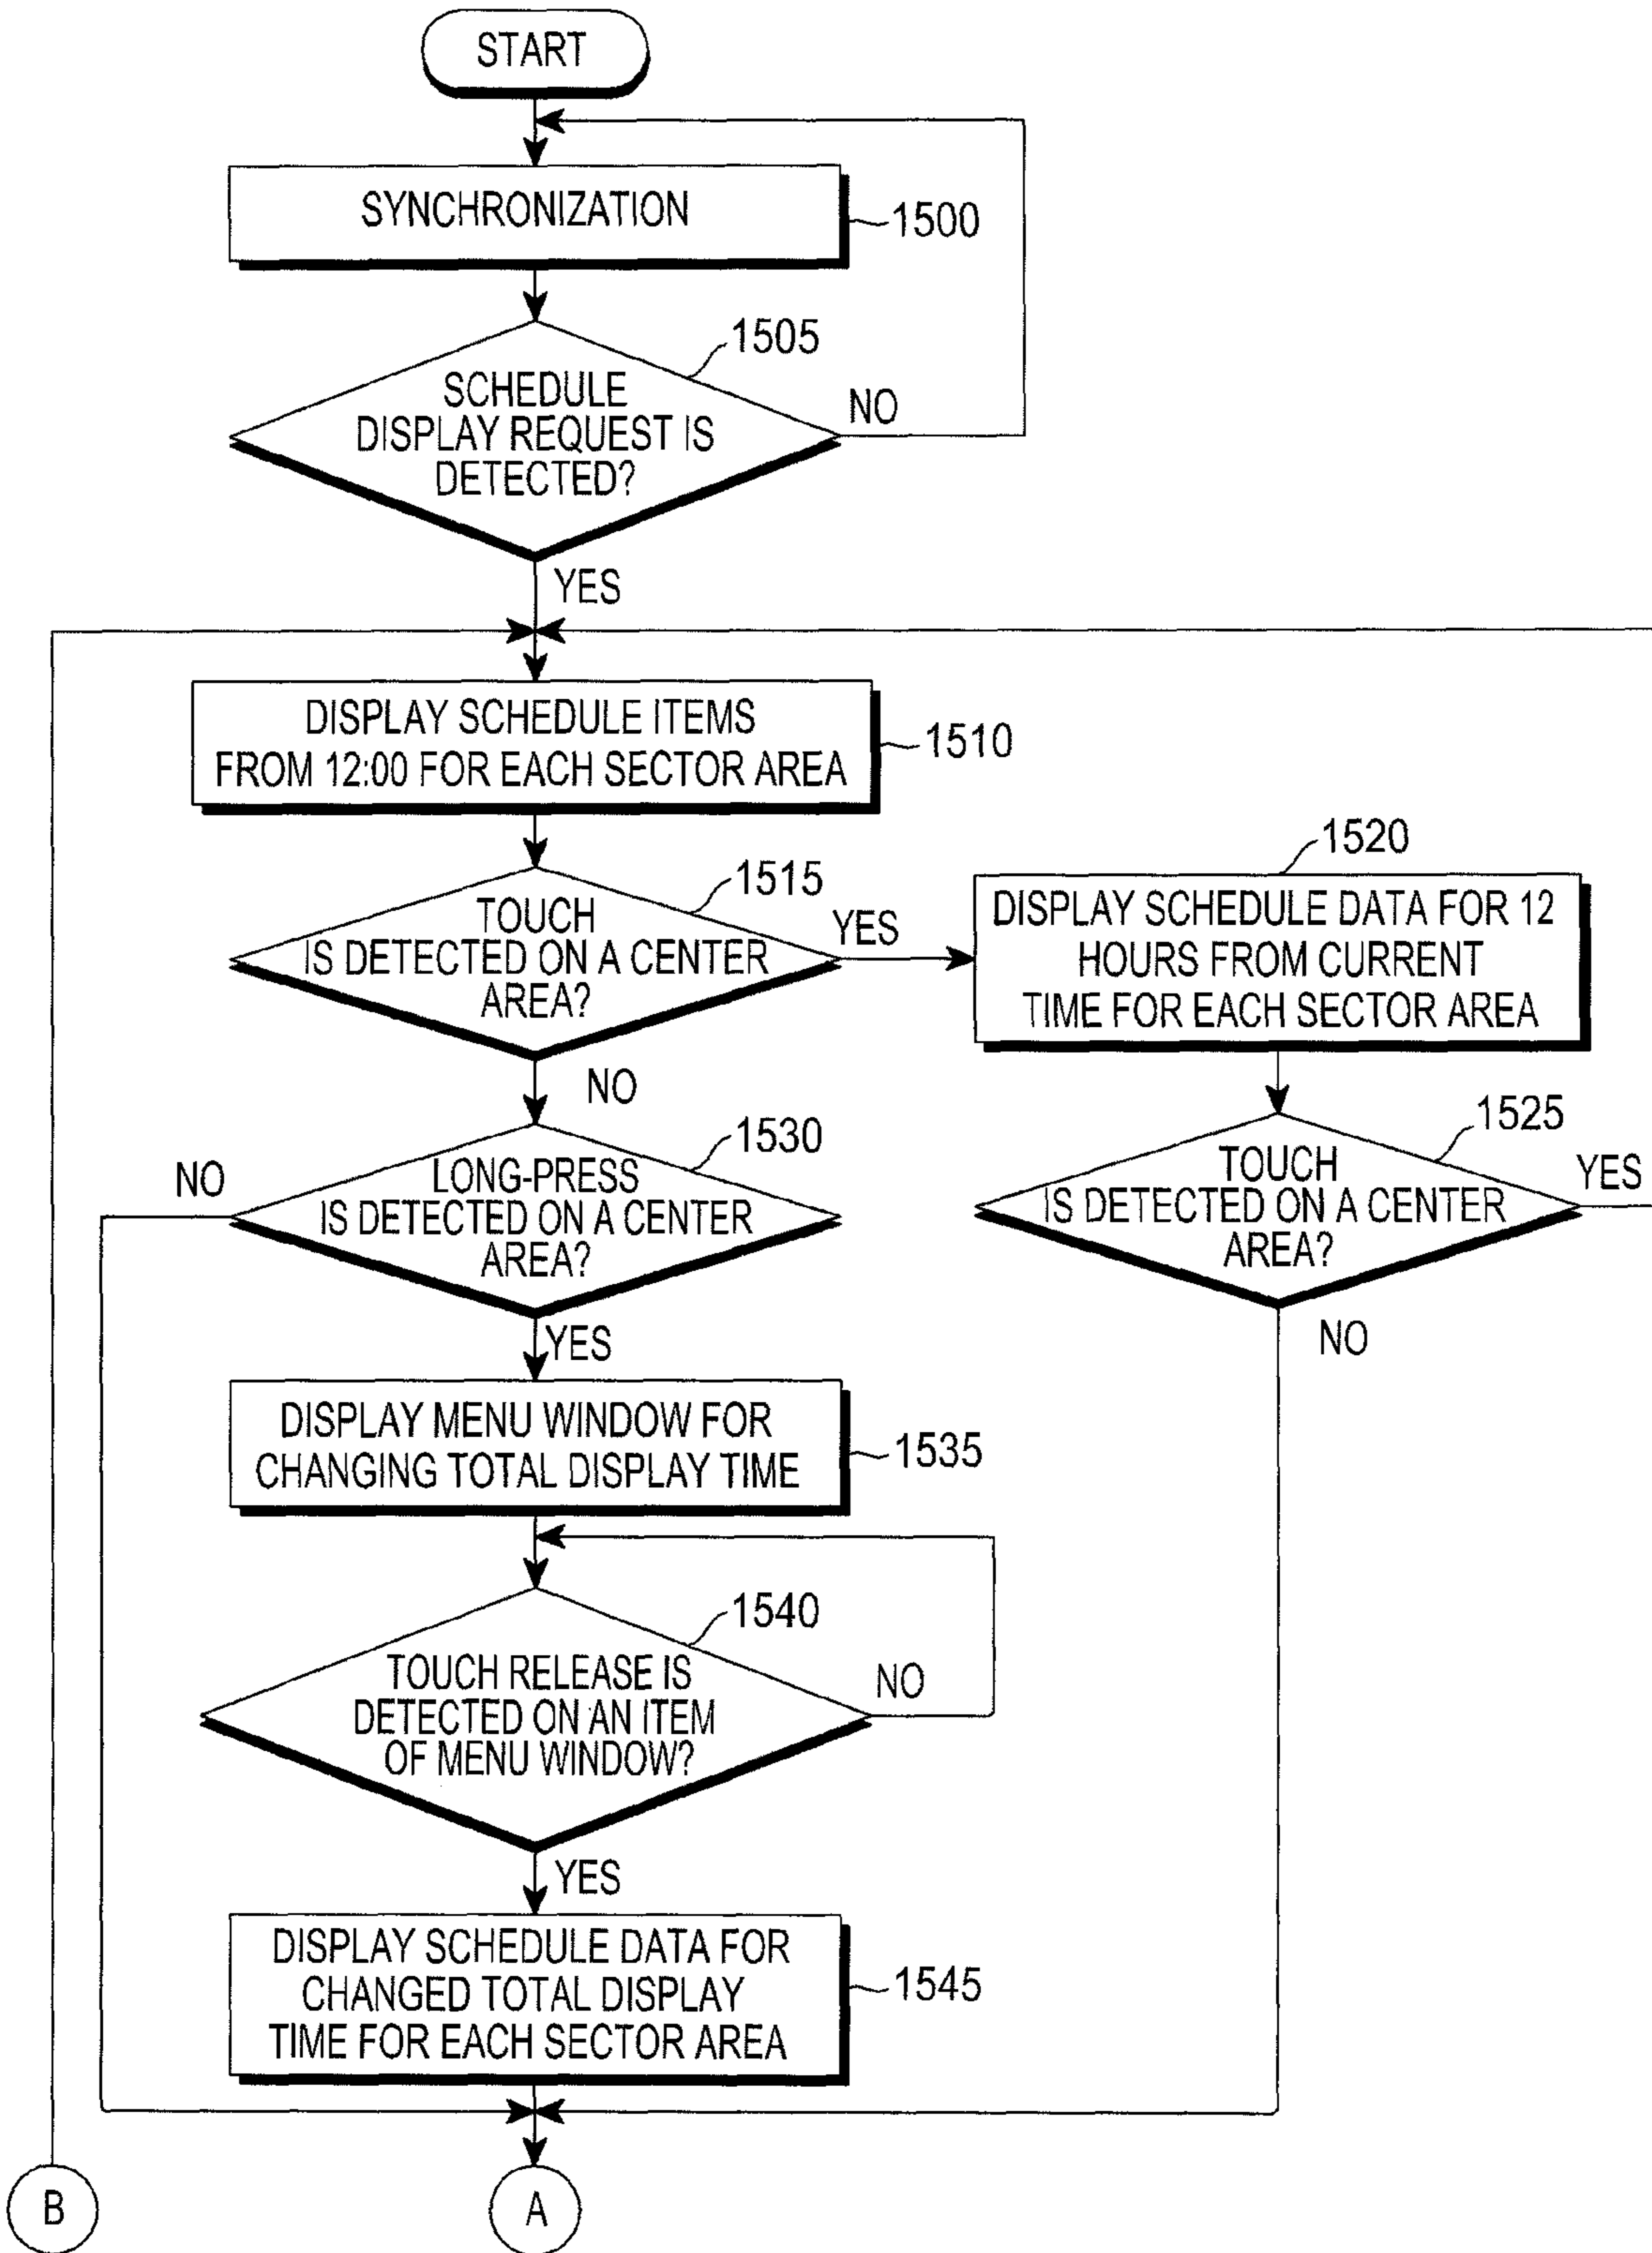 START
SYNCHRONIZATION
1500
1505
SCHEDULE
DISPLAY REQUEST IS
DETECTED?
NO
YES
DISPLAY SCHEDULE ITEMS
FROM 12:00 FOR EACH SECTOR AREA
1510
1515
TOUCH
IS DETECTED ON A CENTER
AREA?
YES
NO
1520
DISPLAY SCHEDULE DATA FOR 12
HOURS FROM CURRENT
TIME FOR EACH SECTOR AREA
1525
TOUCH
IS DETECTED ON A CENTER
AREA?
YES
NO
1530
LONG-PRESS
IS DETECTED ON A CENTER
AREA?
NO
YES
DISPLAY MENU WINDOW FOR
CHANGING TOTAL DISPLAY TIME
1535
1540
TOUCH RELEASE IS
DETECTED ON AN ITEM
OF MENU WINDOW?
NO
YES
DISPLAY SCHEDULE DATA FOR
CHANGED TOTAL DISPLAY
TIME FOR EACH SECTOR AREA
1545
B
A